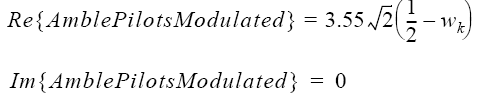 Re{AmblePilotsModulated} = 3.55 √2(1/2 − w_k)
Im{AmblePilotsModulated} = 0